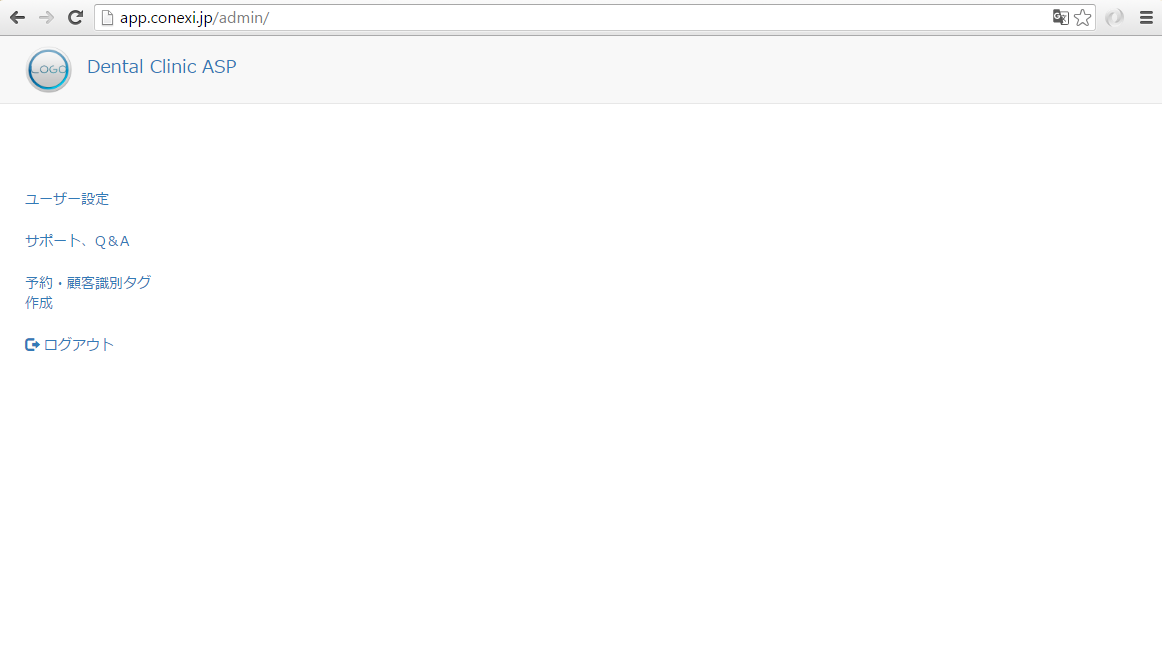 app.conexi.jp/admin/
LOGO
Dental Clinic ASP
ユーザー設定
サポート、Q&A
予約・顧客識別タグ
作成
ログアウト